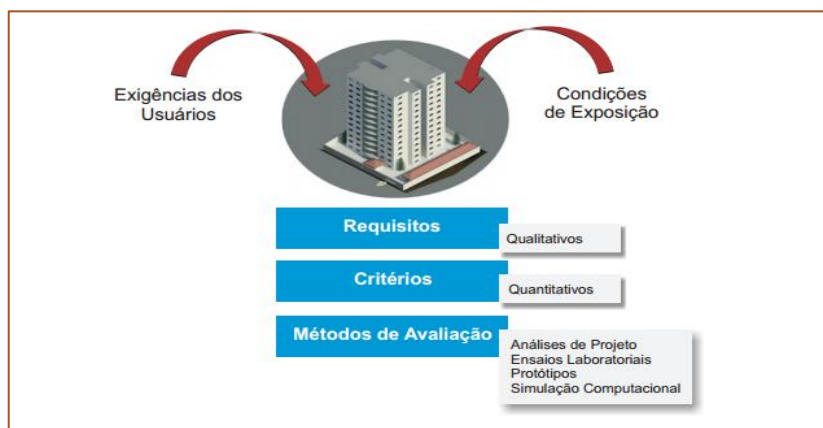 Exigências dos
Usuários
Condições
de Exposição
Requisitos
Qualitativos
Critérios
Quantitativos
Métodos de Avaliação
Análises de Projeto
Ensaios Laboratoriais
Protótipos
Simulação Computacional